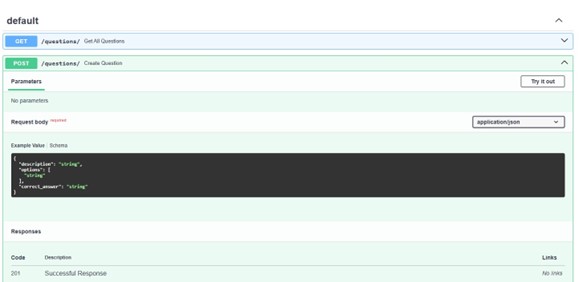 default
GET /questions/ Get All Questions
POST /questions/ Create Question
Parameters Try it out
No parameters
Request body required application/json
Example Value Schema
{
"description": "string",
"options": [
"string"
],
"correct_answer": "string"
}
Responses
Code Description Links
201 Successful Response No links